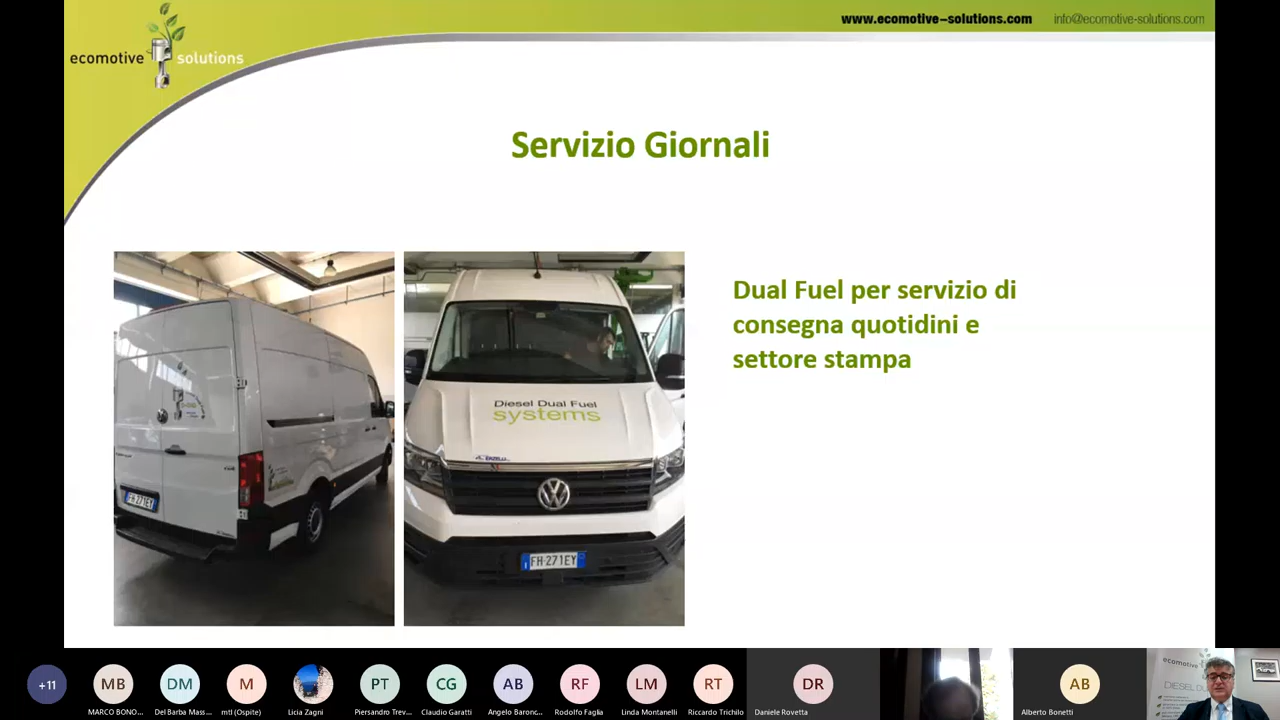 www.ecomotive-solutions.com
info@ecomotive-solutions.com
ecomotive solutions
Servizio Giornali
Dual Fuel per servizio di
consegna quotidini e
settore stampa
Diesel Dual Fuel
systems
FH 271EY
FH 271EY
+11
MB
DM
M
PT
CG
AB
RF
LM
RT
DR
AB
MARCO BONO...
Del Barba Mass...
mtl (Ospite)
Licia Zagni
Piersandro Trev...
Claudio Garatti
Angelo Baronc...
Rodolfo Faglia
Linda Montanelli
Riccardo Trichilo
Daniele Rovetta
Alberto Bonetti
ecomotive